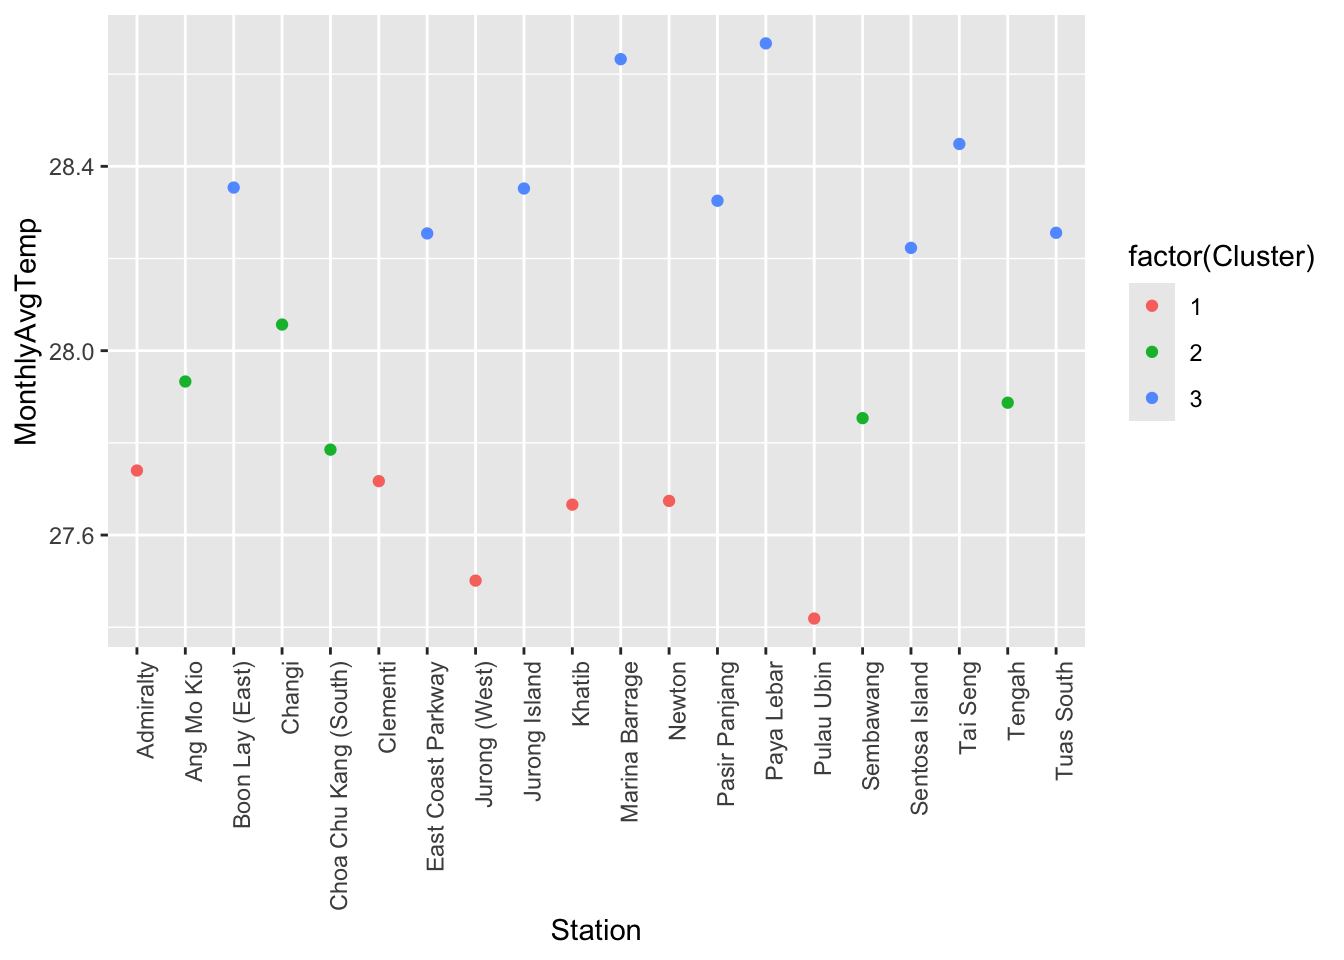 MonthlyAvgTemp
28.4
28.0
27.6
Admiralty
Ang Mo Kio
Boon Lay (East)
Changi
Choa Chu Kang (South)
Clementi
East Coast Parkway
Jurong (West)
Jurong Island
Khatib
Marina Barrage
Newton
Pasir Panjang
Paya Lebar
Pulau Ubin
Sembawang
Sentosa Island
Tai Seng
Tengah
Tuas South
Station
factor(Cluster)
1
2
3